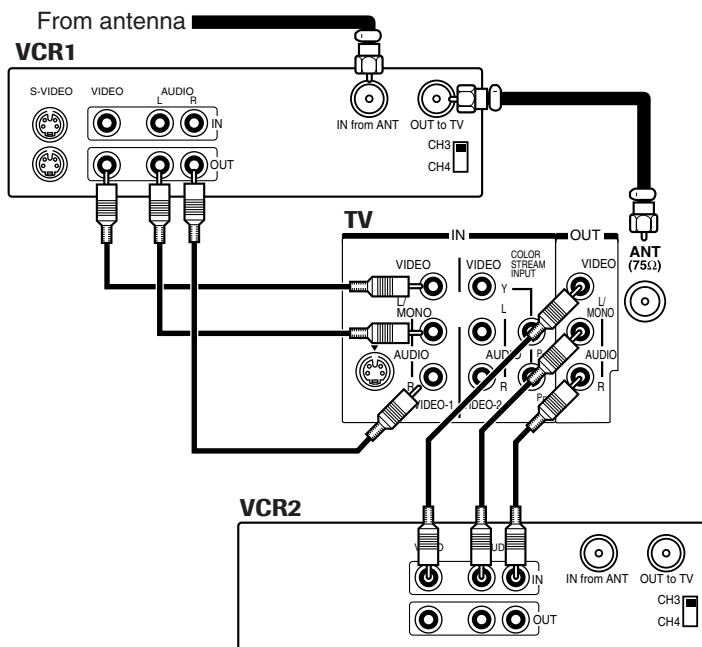 From antenna
VCR1
S-VIDEO VIDEO AUDIO
L R
IN
IN from ANT OUT to TV
CH3
CH4
OUT
TV
IN OUT
ANT
(75Ω)
VIDEO VIDEO COLOR STREAM INPUT VIDEO
Y
L/MONO L L/MONO
AUDIO AUDIO AUDIO
R R R
VIDEO-1 VIDEO-2
VCR2
IN
IN from ANT OUT to TV
CH3
CH4
OUT